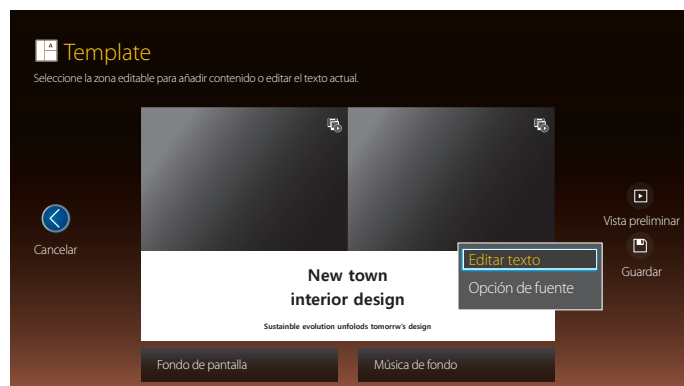 A
Template
Seleccione la zona editable para añadir contenido o editar el texto actual.
Cancelar
Vista preliminar
Guardar
Editar texto
Opción de fuente
New town
interior design
Sustainble evolution unfolods tomorrw's design
Fondo de pantalla
Música de fondo